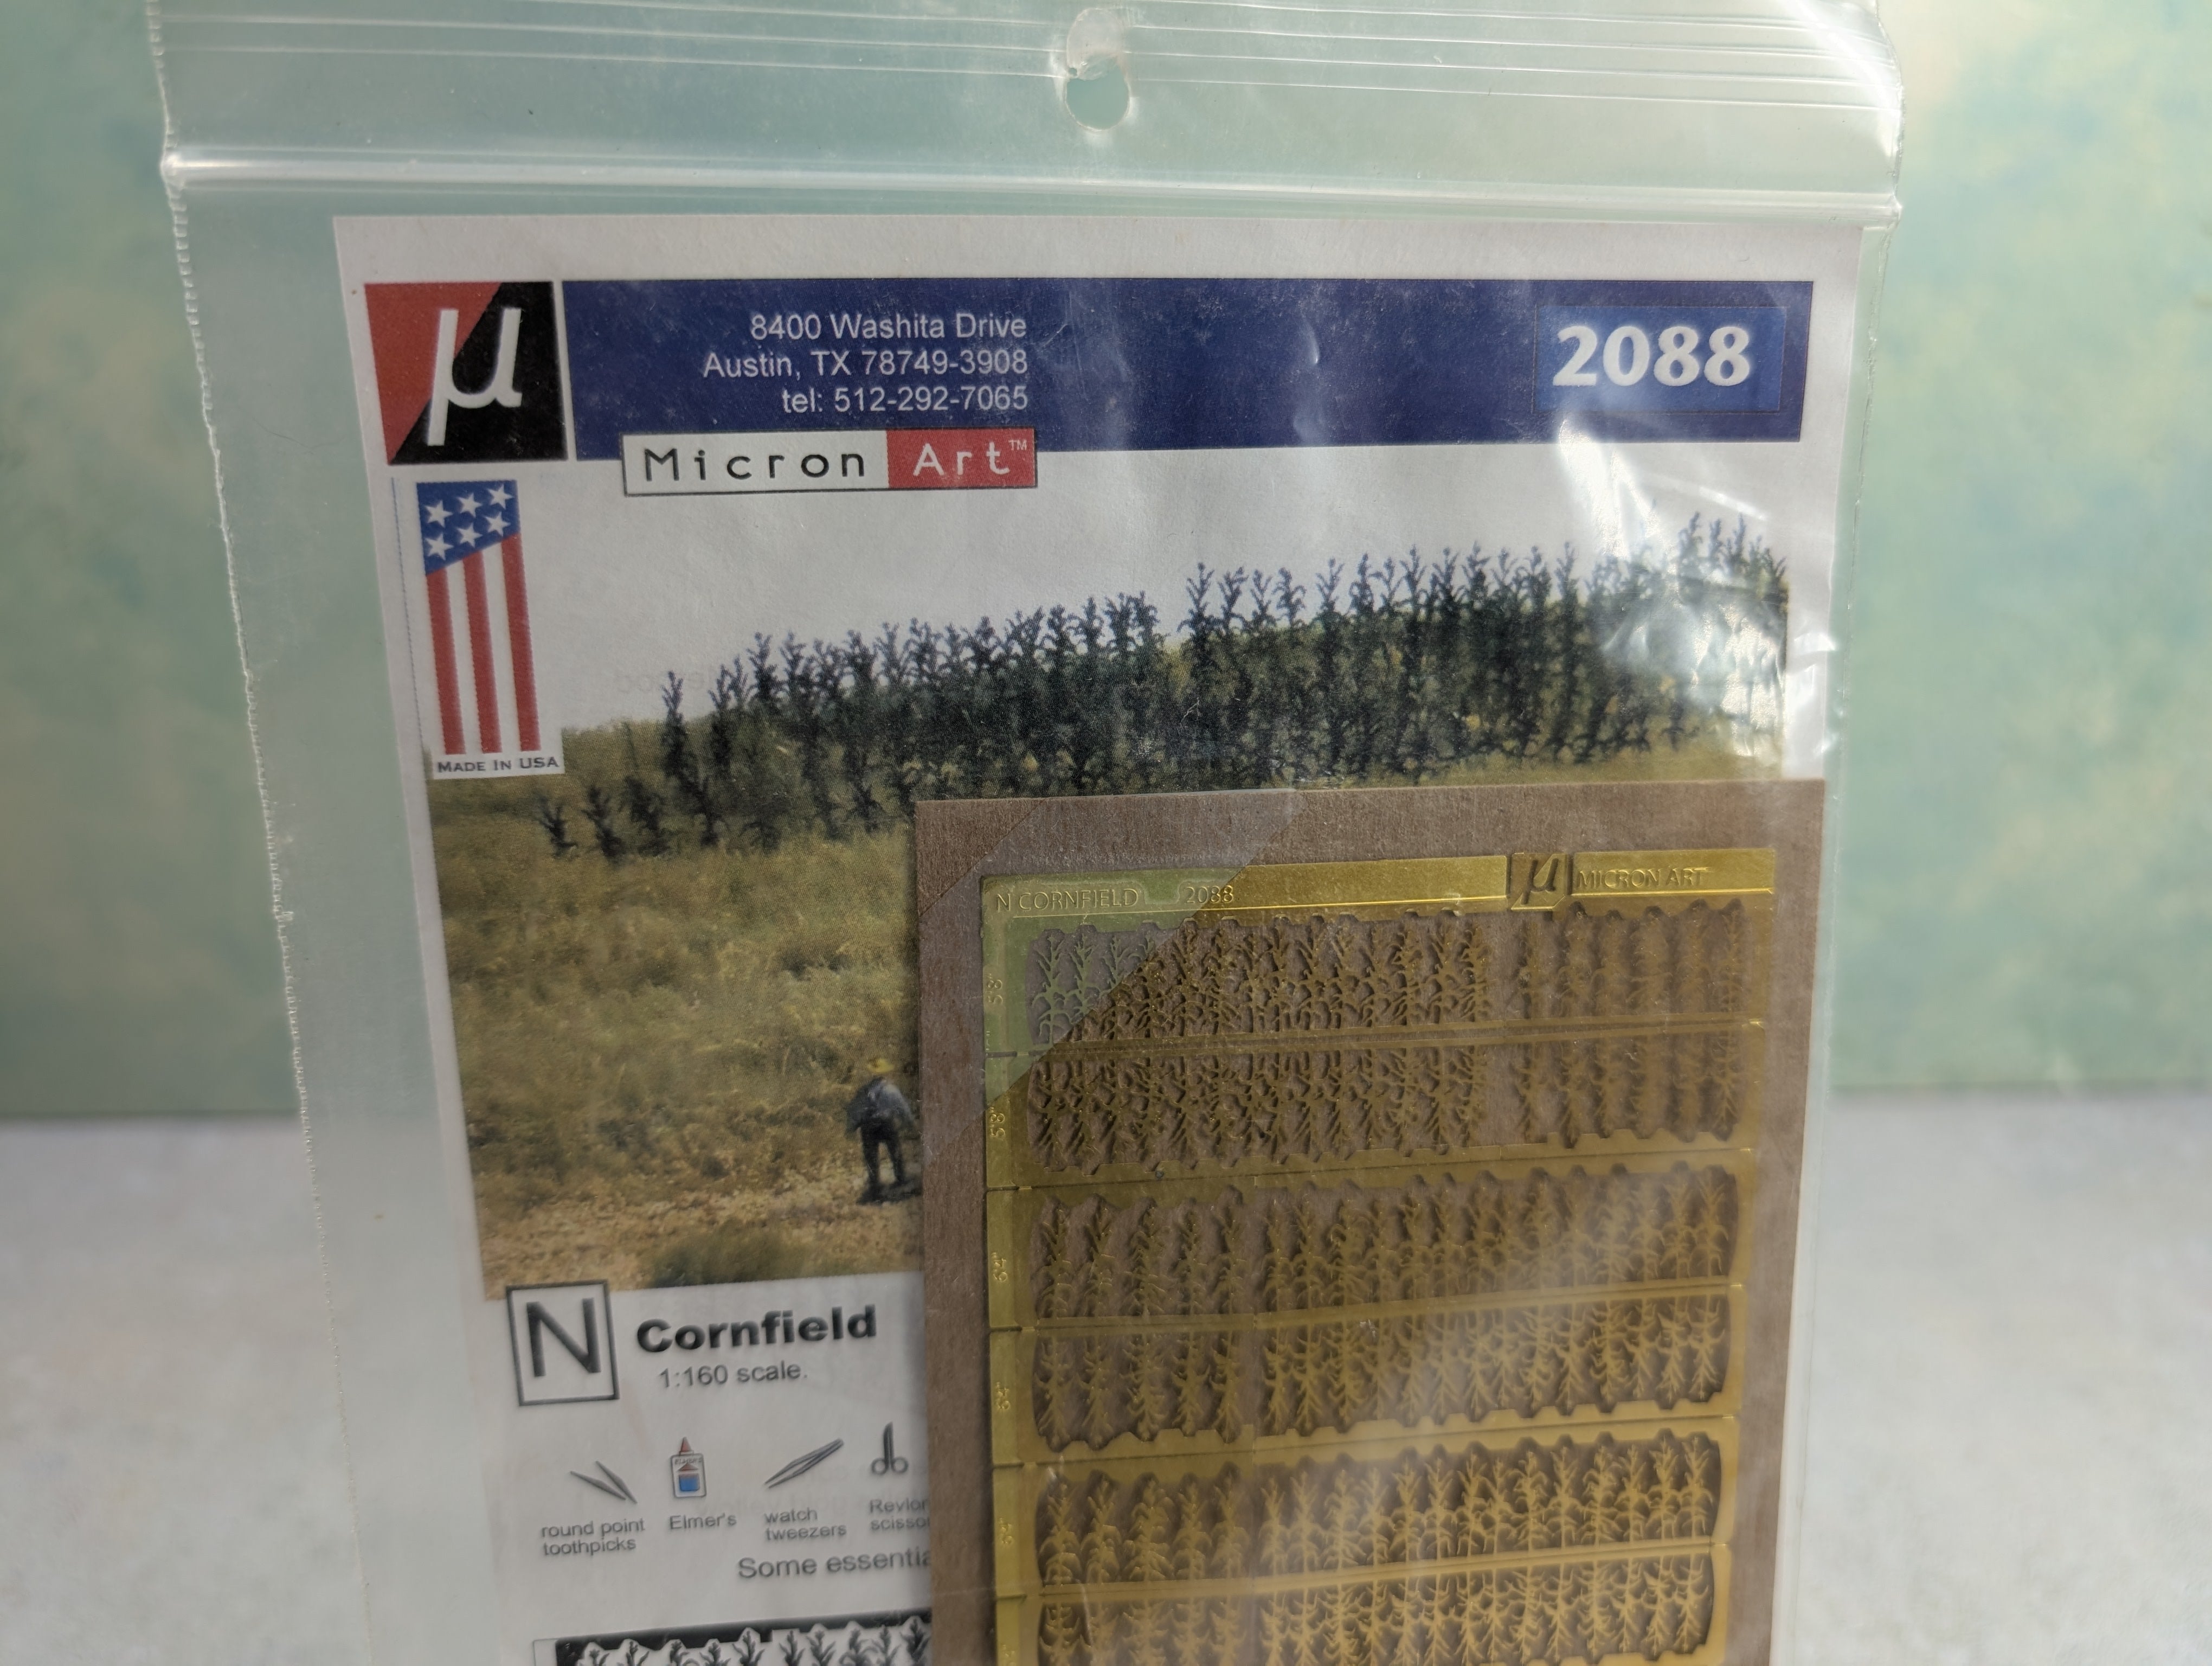 μ
8400 Washita Drive
Austin, TX 78749-3908
tel: 512-292-7065
2088
Micron Art™
MADE IN USA
N CORNFIELD 2088 μ MICRON ART
58"
N
Cornfield
1:160 scale.
round point
toothpicks
Elmer's
watch
tweezers
Some